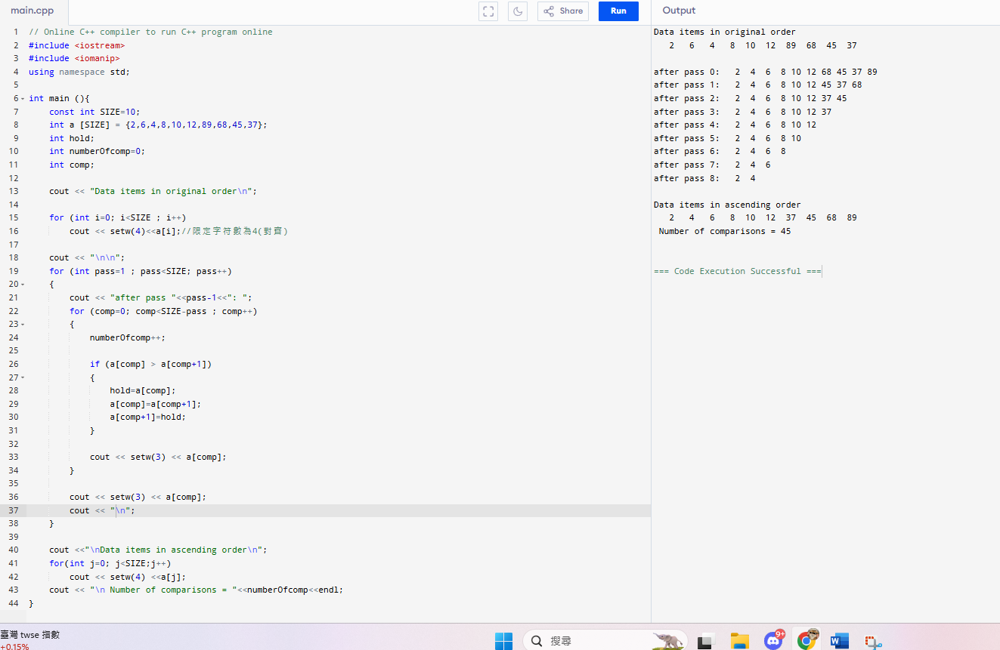 main.cpp
Share
Run
Output
1 // Online C++ compiler to run C++ program online
2 #include <iostream>
3 #include <iomanip>
4 using namespace std;
5
6 int main (){
7     const int SIZE=10;
8     int a [SIZE] = {2,6,4,8,10,12,89,68,45,37};
9     int hold;
10     int numberOfcomp=0;
11     int comp;
12
13     cout << "Data items in original order\n";
14
15     for (int i=0; i<SIZE ; i++)
16         cout << setw(4)<<a[i];//限定字符數為4(對齊)
17
18     cout << "\n\n";
19     for (int pass=1 ; pass<SIZE; pass++)
20     {
21         cout << "after pass "<<pass-1<<": ";
22         for (comp=0; comp<SIZE-pass ; comp++)
23         {
24             numberOfcomp++;
25
26             if (a[comp] > a[comp+1])
27             {
28                 hold=a[comp];
29                 a[comp]=a[comp+1];
30                 a[comp+1]=hold;
31             }
32
33             cout << setw(3) << a[comp];
34         }
35
36         cout << setw(3) << a[comp];
37         cout << "\n";
38     }
39
40     cout <<"\nData items in ascending order\n";
41     for(int j=0; j<SIZE;j++)
42         cout << setw(4) <<a[j];
43     cout << "\n Number of comparisons = "<<numberOfcomp<<endl;
44 }
Data items in original order
   2   6   4   8  10  12  89  68  45  37
after pass 0:   2  4  6  8 10 12 68 45 37 89
after pass 1:   2  4  6  8 10 12 45 37 68
after pass 2:   2  4  6  8 10 12 37 45
after pass 3:   2  4  6  8 10 12 37
after pass 4:   2  4  6  8 10 12
after pass 5:   2  4  6  8 10
after pass 6:   2  4  6  8
after pass 7:   2  4  6
after pass 8:   2  4
Data items in ascending order
   2   4   6   8  10  12  37  45  68  89
 Number of comparisons = 45
=== Code Execution Successful ===
臺灣 twse 指數
+0.15%
搜尋
9+
W